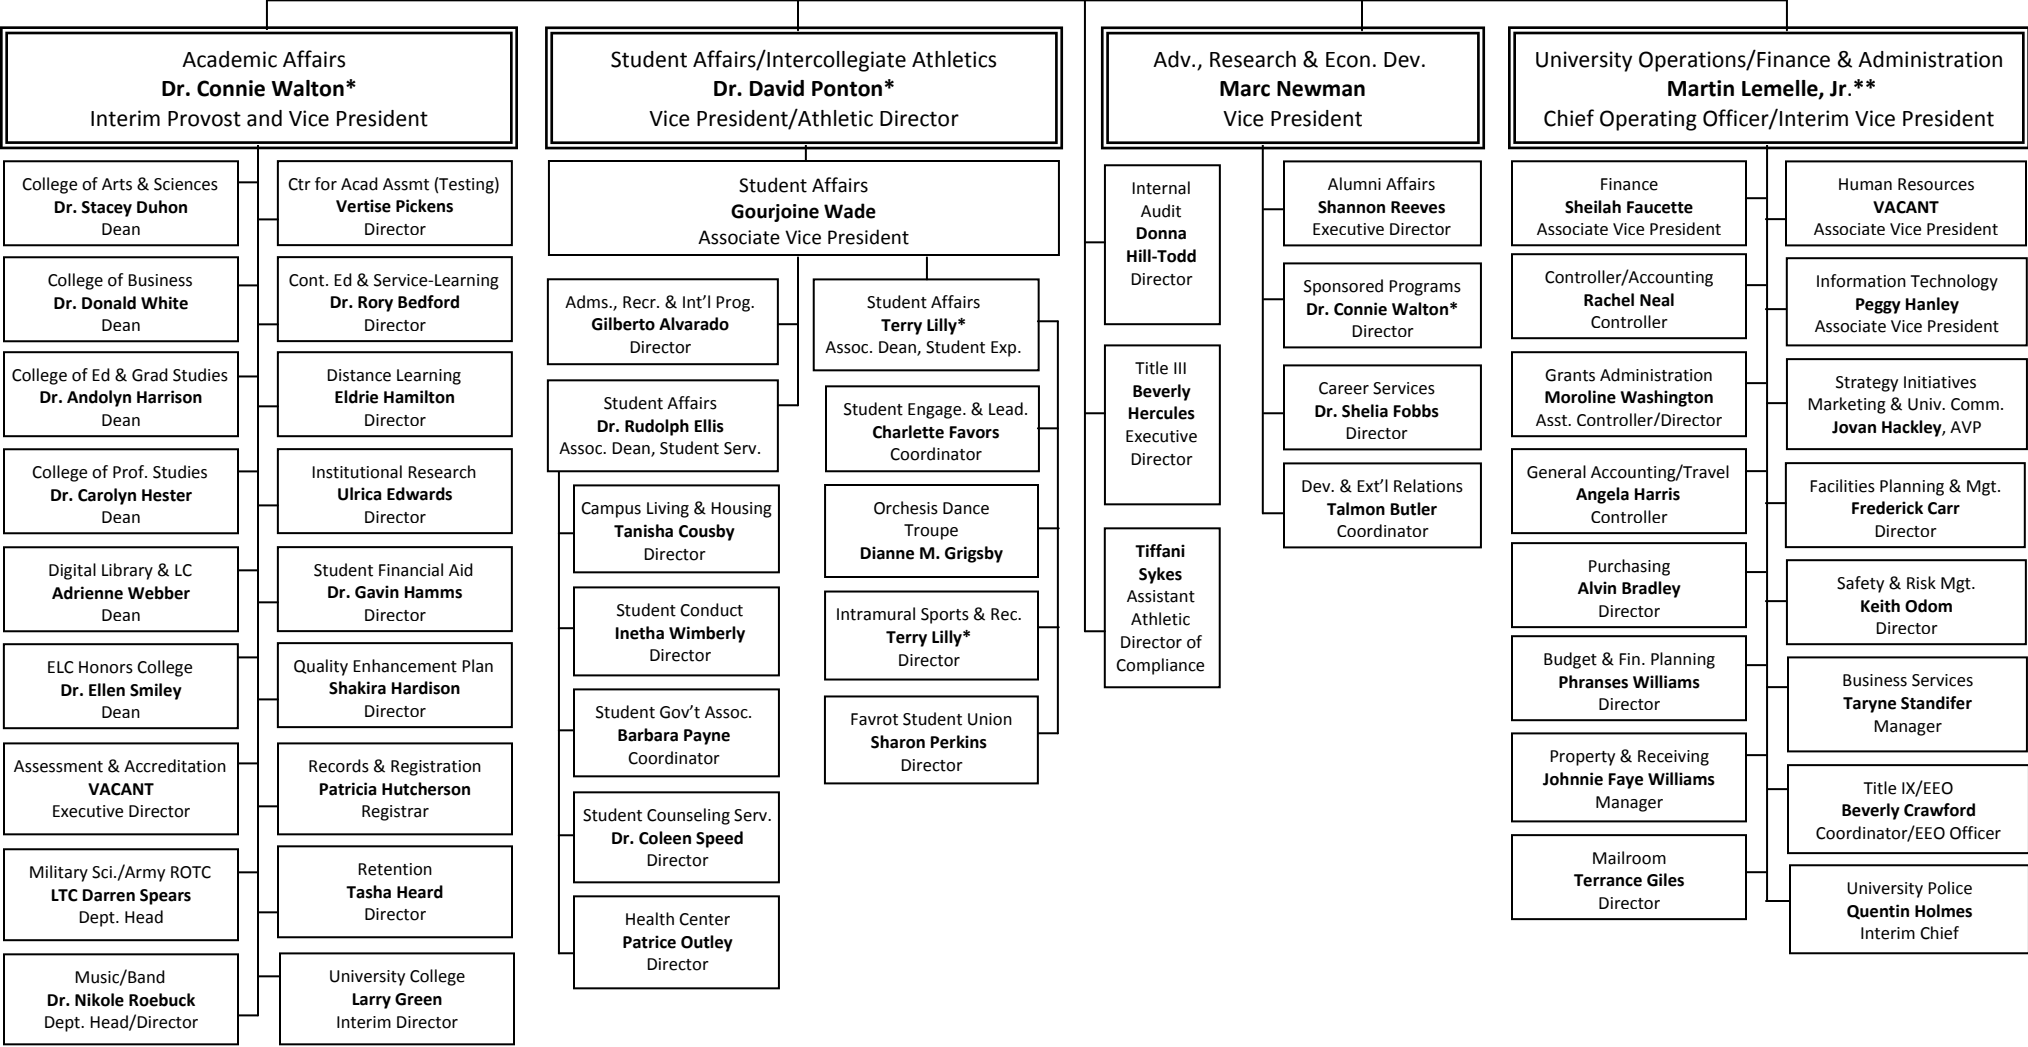 Academic Affairs
Dr. Connie Walton*
Interim Provost and Vice President
College of Arts & Sciences
Dr. Stacey Duhon
Dean
College of Business
Dr. Donald White
Dean
College of Ed & Grad Studies
Dr. Andolyn Harrison
Dean
College of Prof. Studies
Dr. Carolyn Hester
Dean
Digital Library & LC
Adrienne Webber
Dean
ELC Honors College
Dr. Ellen Smiley
Dean
Assessment & Accreditation
VACANT
Executive Director
Military Sci./Army ROTC
LTC Darren Spears
Dept. Head
Music/Band
Dr. Nikole Roebuck
Dept. Head/Director
Ctr for Acad Assmt (Testing)
Vertise Pickens
Director
Cont. Ed & Service-Learning
Dr. Rory Bedford
Director
Distance Learning
Eldrie Hamilton
Director
Institutional Research
Ulrica Edwards
Director
Student Financial Aid
Dr. Gavin Hamms
Director
Quality Enhancement Plan
Shakira Hardison
Director
Records & Registration
Patricia Hutcherson
Registrar
Retention
Tasha Heard
Director
University College
Larry Green
Interim Director
Student Affairs/Intercollegiate Athletics
Dr. David Ponton*
Vice President/Athletic Director
Student Affairs
Gourjoine Wade
Associate Vice President
Adms., Recr. & Int’l Prog.
Gilberto Alvarado
Director
Student Affairs
Dr. Rudolph Ellis
Assoc. Dean, Student Serv.
Campus Living & Housing
Tanisha Cousby
Director
Student Conduct
Inetha Wimberly
Director
Student Gov’t Assoc.
Barbara Payne
Coordinator
Student Counseling Serv.
Dr. Coleen Speed
Director
Health Center
Patrice Outley
Director
Student Affairs
Terry Lilly*
Assoc. Dean, Student Exp.
Student Engage. & Lead.
Charlette Favors
Coordinator
Orchesis Dance
Troupe
Dianne M. Grigsby
Intramural Sports & Rec.
Terry Lilly*
Director
Favrot Student Union
Sharon Perkins
Director
Internal
Audit
Donna
Hill-Todd
Director
Title III
Beverly
Hercules
Executive
Director
Tiffani
Sykes
Assistant
Athletic
Director of
Compliance
Adv., Research & Econ. Dev.
Marc Newman
Vice President
Alumni Affairs
Shannon Reeves
Executive Director
Sponsored Programs
Dr. Connie Walton*
Director
Career Services
Dr. Shelia Fobbs
Director
Dev. & Ext’l Relations
Talmon Butler
Coordinator
University Operations/Finance & Administration
Martin Lemelle, Jr.**
Chief Operating Officer/Interim Vice President
Finance
Sheilah Faucette
Associate Vice President
Controller/Accounting
Rachel Neal
Controller
Grants Administration
Moroline Washington
Asst. Controller/Director
General Accounting/Travel
Angela Harris
Controller
Purchasing
Alvin Bradley
Director
Budget & Fin. Planning
Phranses Williams
Director
Property & Receiving
Johnnie Faye Williams
Manager
Mailroom
Terrance Giles
Director
Human Resources
VACANT
Associate Vice President
Information Technology
Peggy Hanley
Associate Vice President
Strategy Initiatives
Marketing & Univ. Comm.
Jovan Hackley, AVP
Facilities Planning & Mgt.
Frederick Carr
Director
Safety & Risk Mgt.
Keith Odom
Director
Business Services
Taryne Standifer
Manager
Title IX/EEO
Beverly Crawford
Coordinator/EEO Officer
University Police
Quentin Holmes
Interim Chief